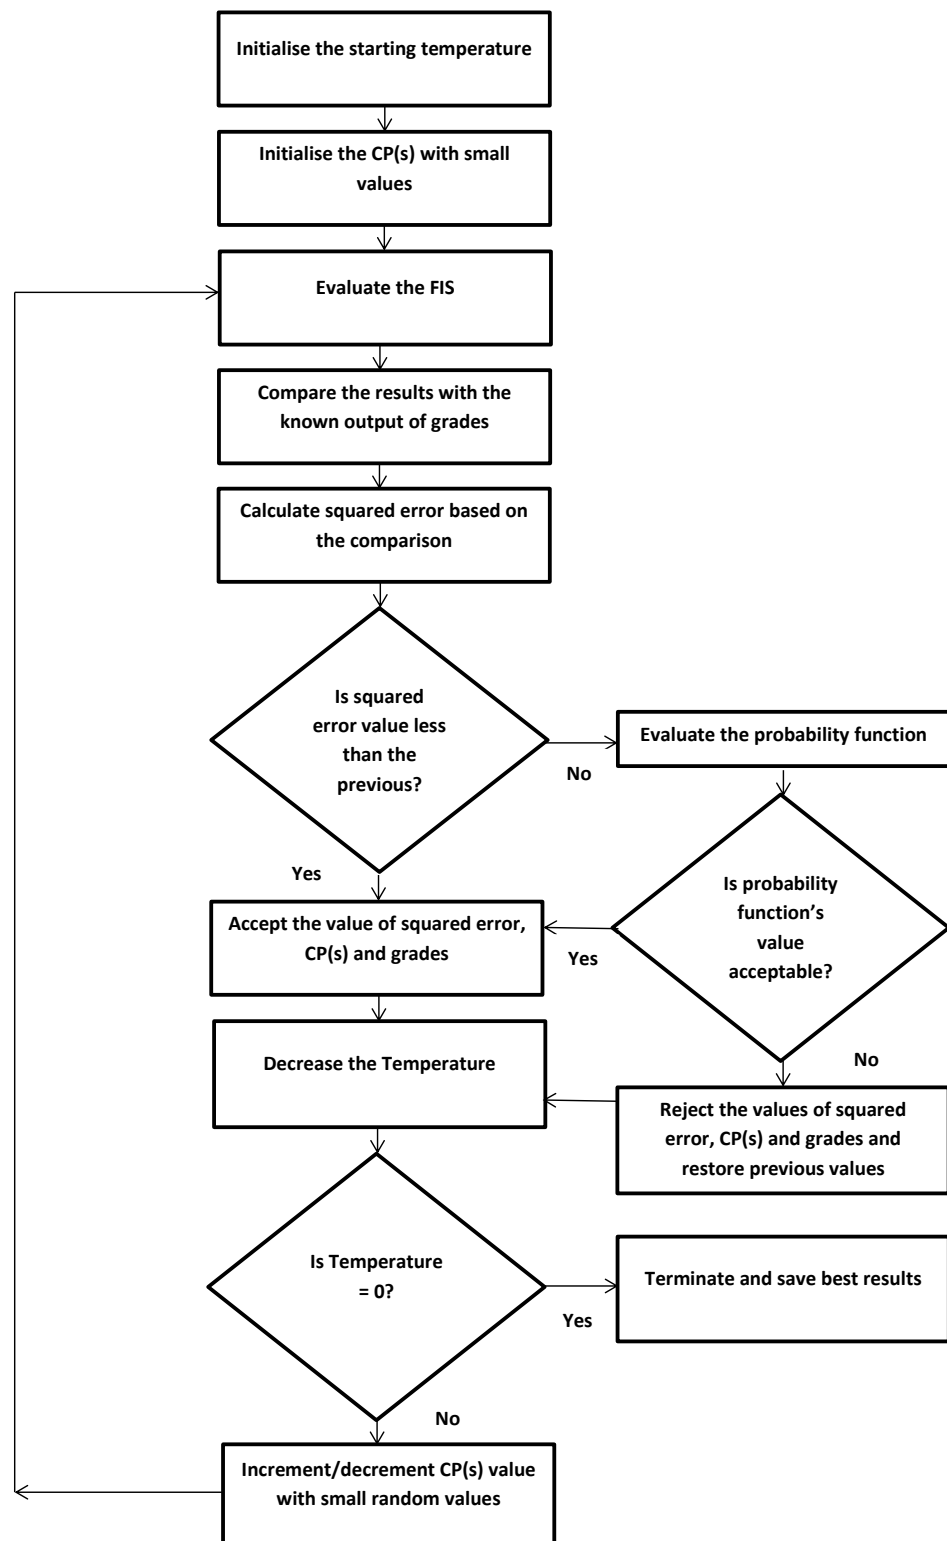 Initialise the starting temperature
Initialise the CP(s) with small
values
Evaluate the FIS
Compare the results with the
known output of grades
Calculate squared error based on
the comparison
Is squared
error value less
than the
previous?
No
Evaluate the probability function
Yes
Is probability
function's
value
acceptable?
Accept the value of squared error,
CP(s) and grades
Yes
No
Decrease the Temperature
Reject the values of squared
error, CP(s) and grades and
restore previous values
Is Temperature
= 0?
Yes
Terminate and save best results
No
Increment/decrement CP(s) value
with small random values